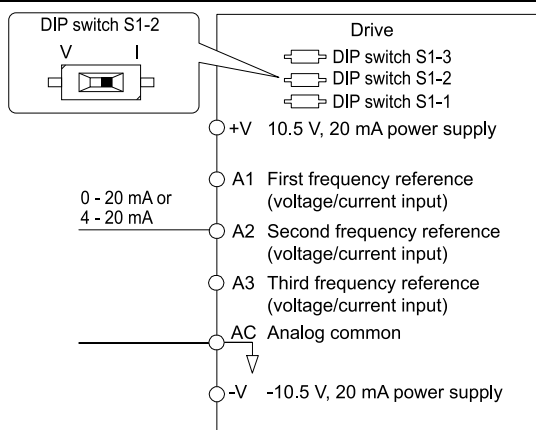 DIP switch S1-2
V I
Drive
DIP switch S1-3
DIP switch S1-2
DIP switch S1-1
+V 10.5 V, 20 mA power supply
A1 First frequency reference
(voltage/current input)
0 - 20 mA or
4 - 20 mA
A2 Second frequency reference
(voltage/current input)
A3 Third frequency reference
(voltage/current input)
AC Analog common
-V -10.5 V, 20 mA power supply